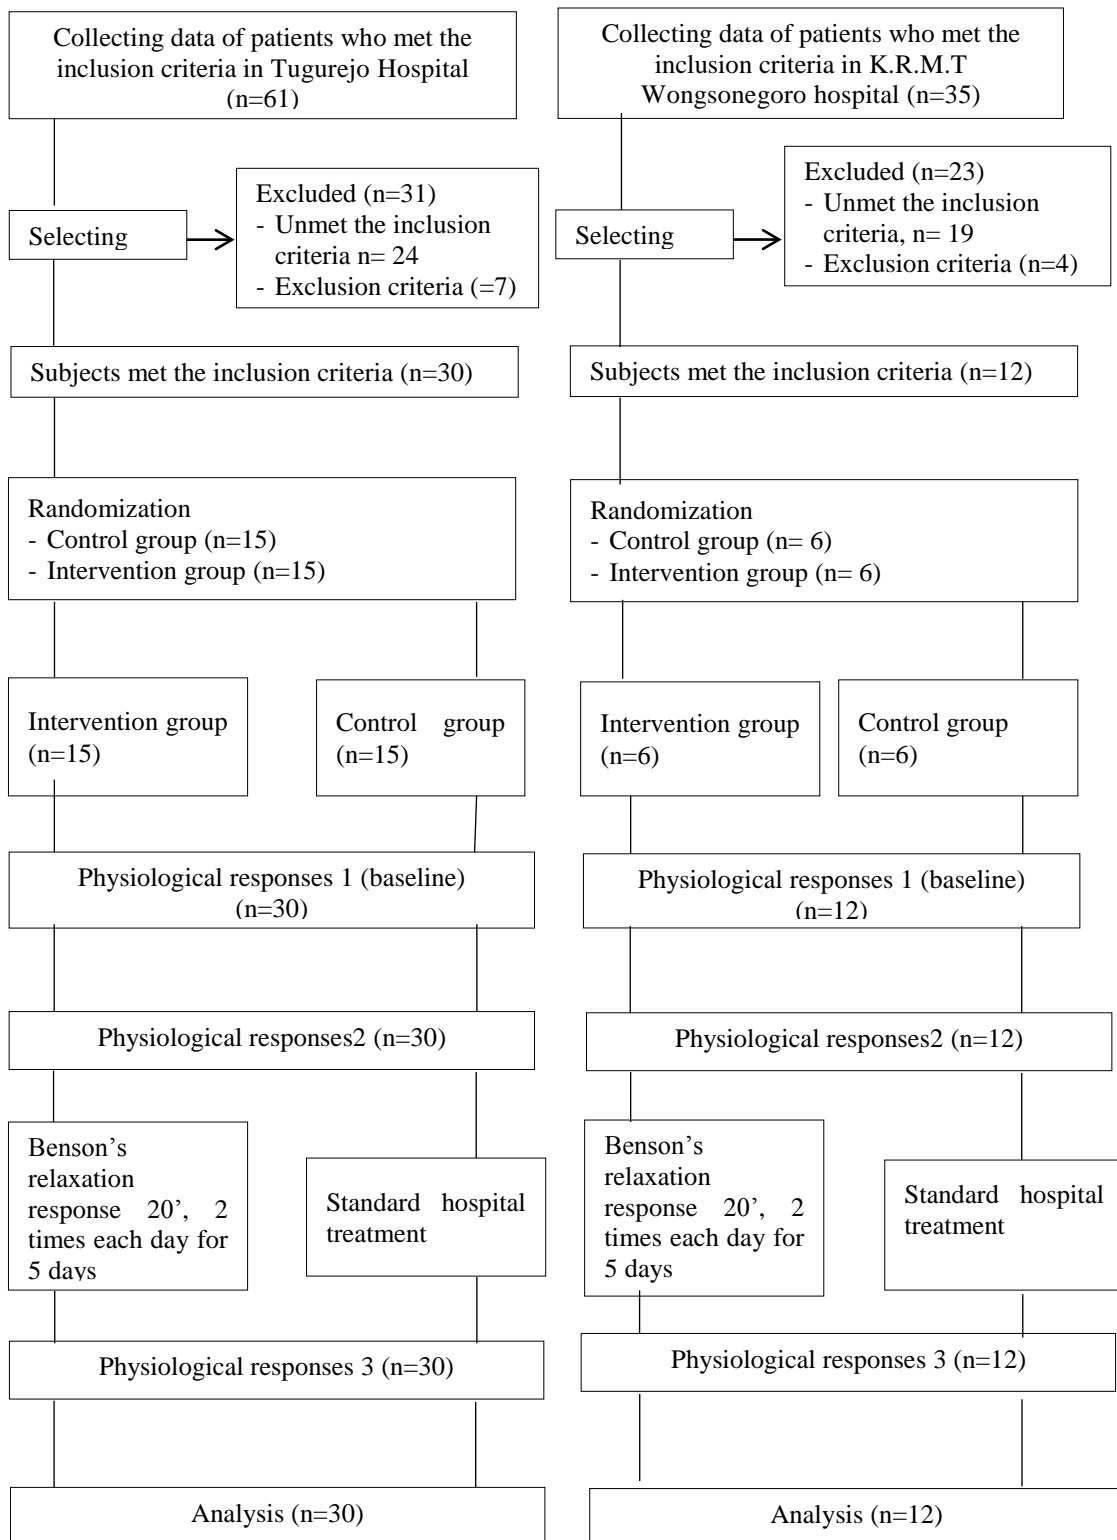 Collecting data of patients who met the
inclusion criteria in Tugurejo Hospital
(n=61)
Excluded (n=31)
- Unmet the inclusion
criteria n= 24
- Exclusion criteria (=7)
Selecting
Subjects met the inclusion criteria (n=30)
Randomization
- Control group (n=15)
- Intervention group (n=15)
Intervention group
(n=15)
Control group
(n=15)
Physiological responses 1 (baseline)
(n=30)
Physiological responses2 (n=30)
Benson’s
relaxation
response 20’, 2
times each day for
5 days
Standard hospital
treatment
Physiological responses 3 (n=30)
Analysis (n=30)
Collecting data of patients who met the
inclusion criteria in K.R.M.T
Wongsonegoro hospital (n=35)
Excluded (n=23)
- Unmet the inclusion
criteria, n= 19
- Exclusion criteria (n=4)
Selecting
Subjects met the inclusion criteria (n=12)
Randomization
- Control group (n= 6)
- Intervention group (n= 6)
Intervention group
(n=6)
Control group
(n=6)
Physiological responses 1 (baseline)
(n=12)
Physiological responses2 (n=12)
Benson’s
relaxation
response 20’, 2
times each day for
5 days
Standard hospital
treatment
Physiological responses 3 (n=12)
Analysis (n=12)